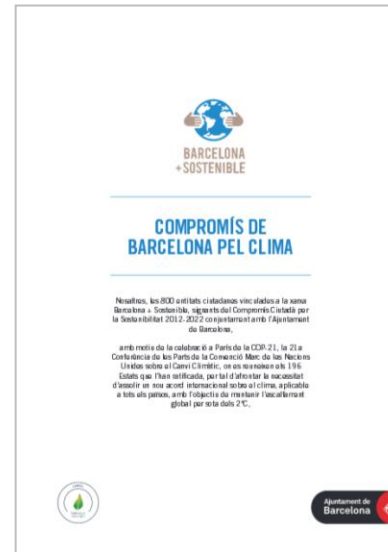 BARCELONA
+SOSTENIBLE
COMPROMÍS DE
BARCELONA PEL CLIMA
Nosaltres, les 800 entitats ciutadanes vinculades a la xarxa
Barcelona + Sostenible, signants del Compromís Ciutadà per
la Sostenibilitat 2012-2022 conjuntament amb l'Ajuntament
de Barcelona,
amb motiu de la celebració a París de la COP-21, la 21a
Conferència de les Parts de la Convenció Marc de les Nacions
Unides sobre el Canvi Climàtic, on es reuneixen els 196
Estats que l'han ratificada, per tal d'afrontar la necessitat
d'assolir un nou acord internacional sobre el clima, aplicable
a tots els països, amb l'objectiu de mantenir l'escalfament
global per sota dels 2ºC,
Ajuntament de
Barcelona